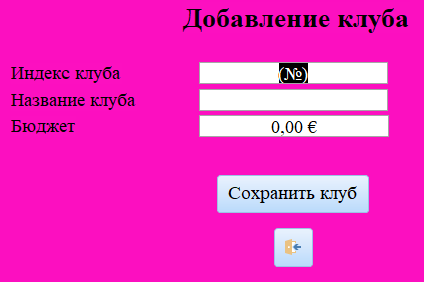 Добавление клуба
Индекс клуба (№)
Название клуба
Бюджет 0,00 €
Сохранить клуб